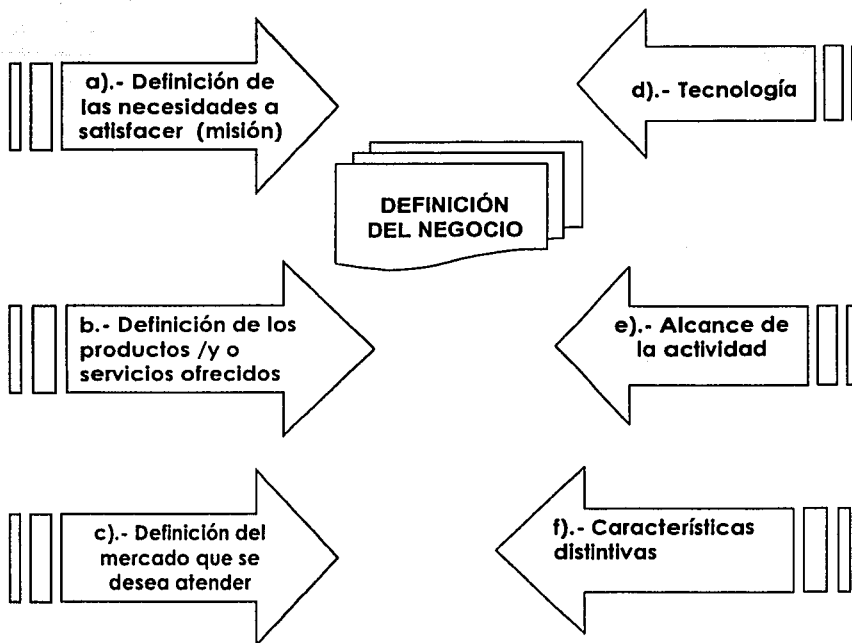 a).- Definición de
las necesidades a
satisfacer (misión)
d).- Tecnología
DEFINICIÓN
DEL NEGOCIO
b.- Definición de los
productos /y o
servicios ofrecidos
e).- Alcance de
la actividad
c).- Definición del
mercado que se
desea atender
f).- Características
distintivas